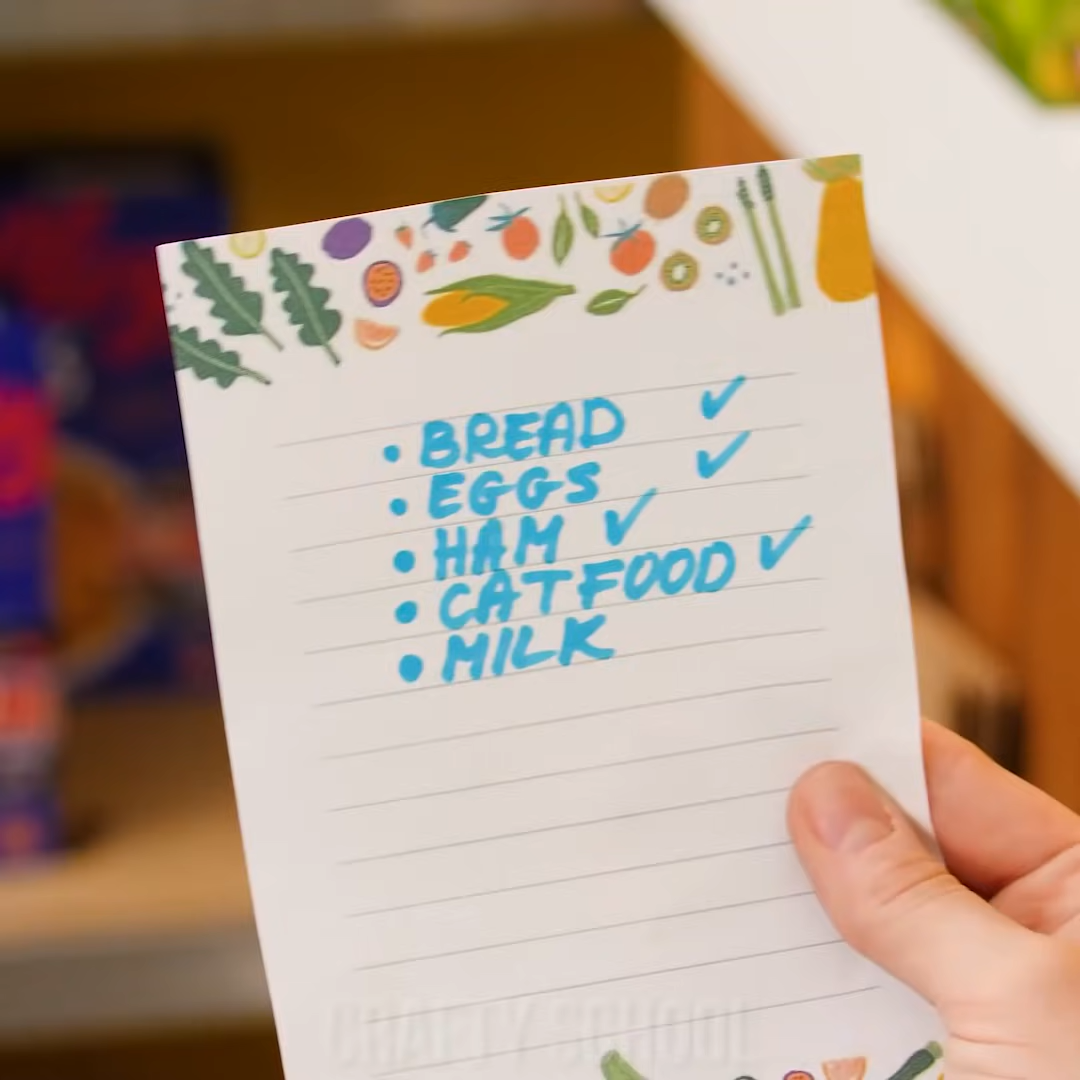 • BREAD ✓
• EGGS ✓
• HAM ✓
• CATFOOD ✓
• MILK
CRAFTY SCHOOL